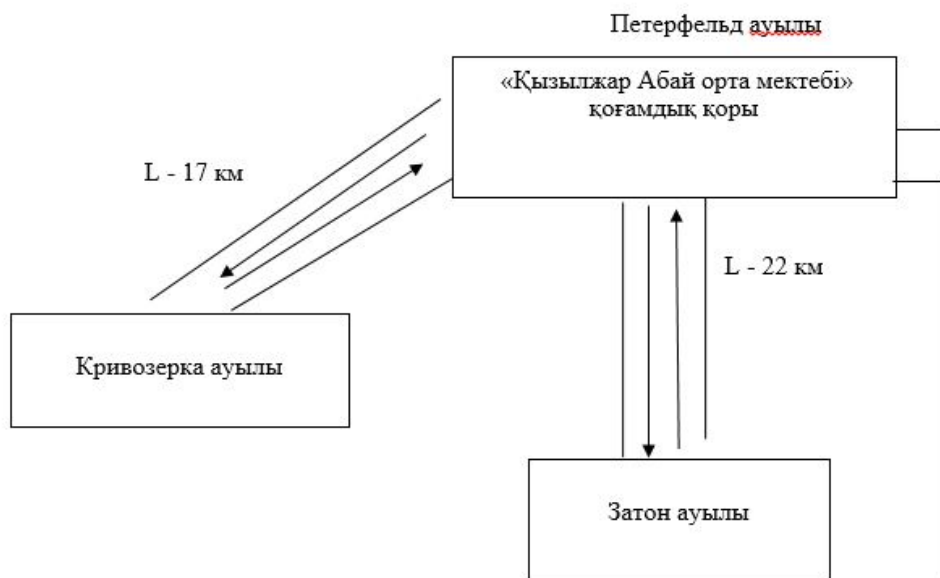 Петерфельд ауылы
«Қызылжар Абай орта мектебі»
қоғамдық қоры
L - 17 км
L - 22 км
Кривозерка ауылы
Затон ауылы